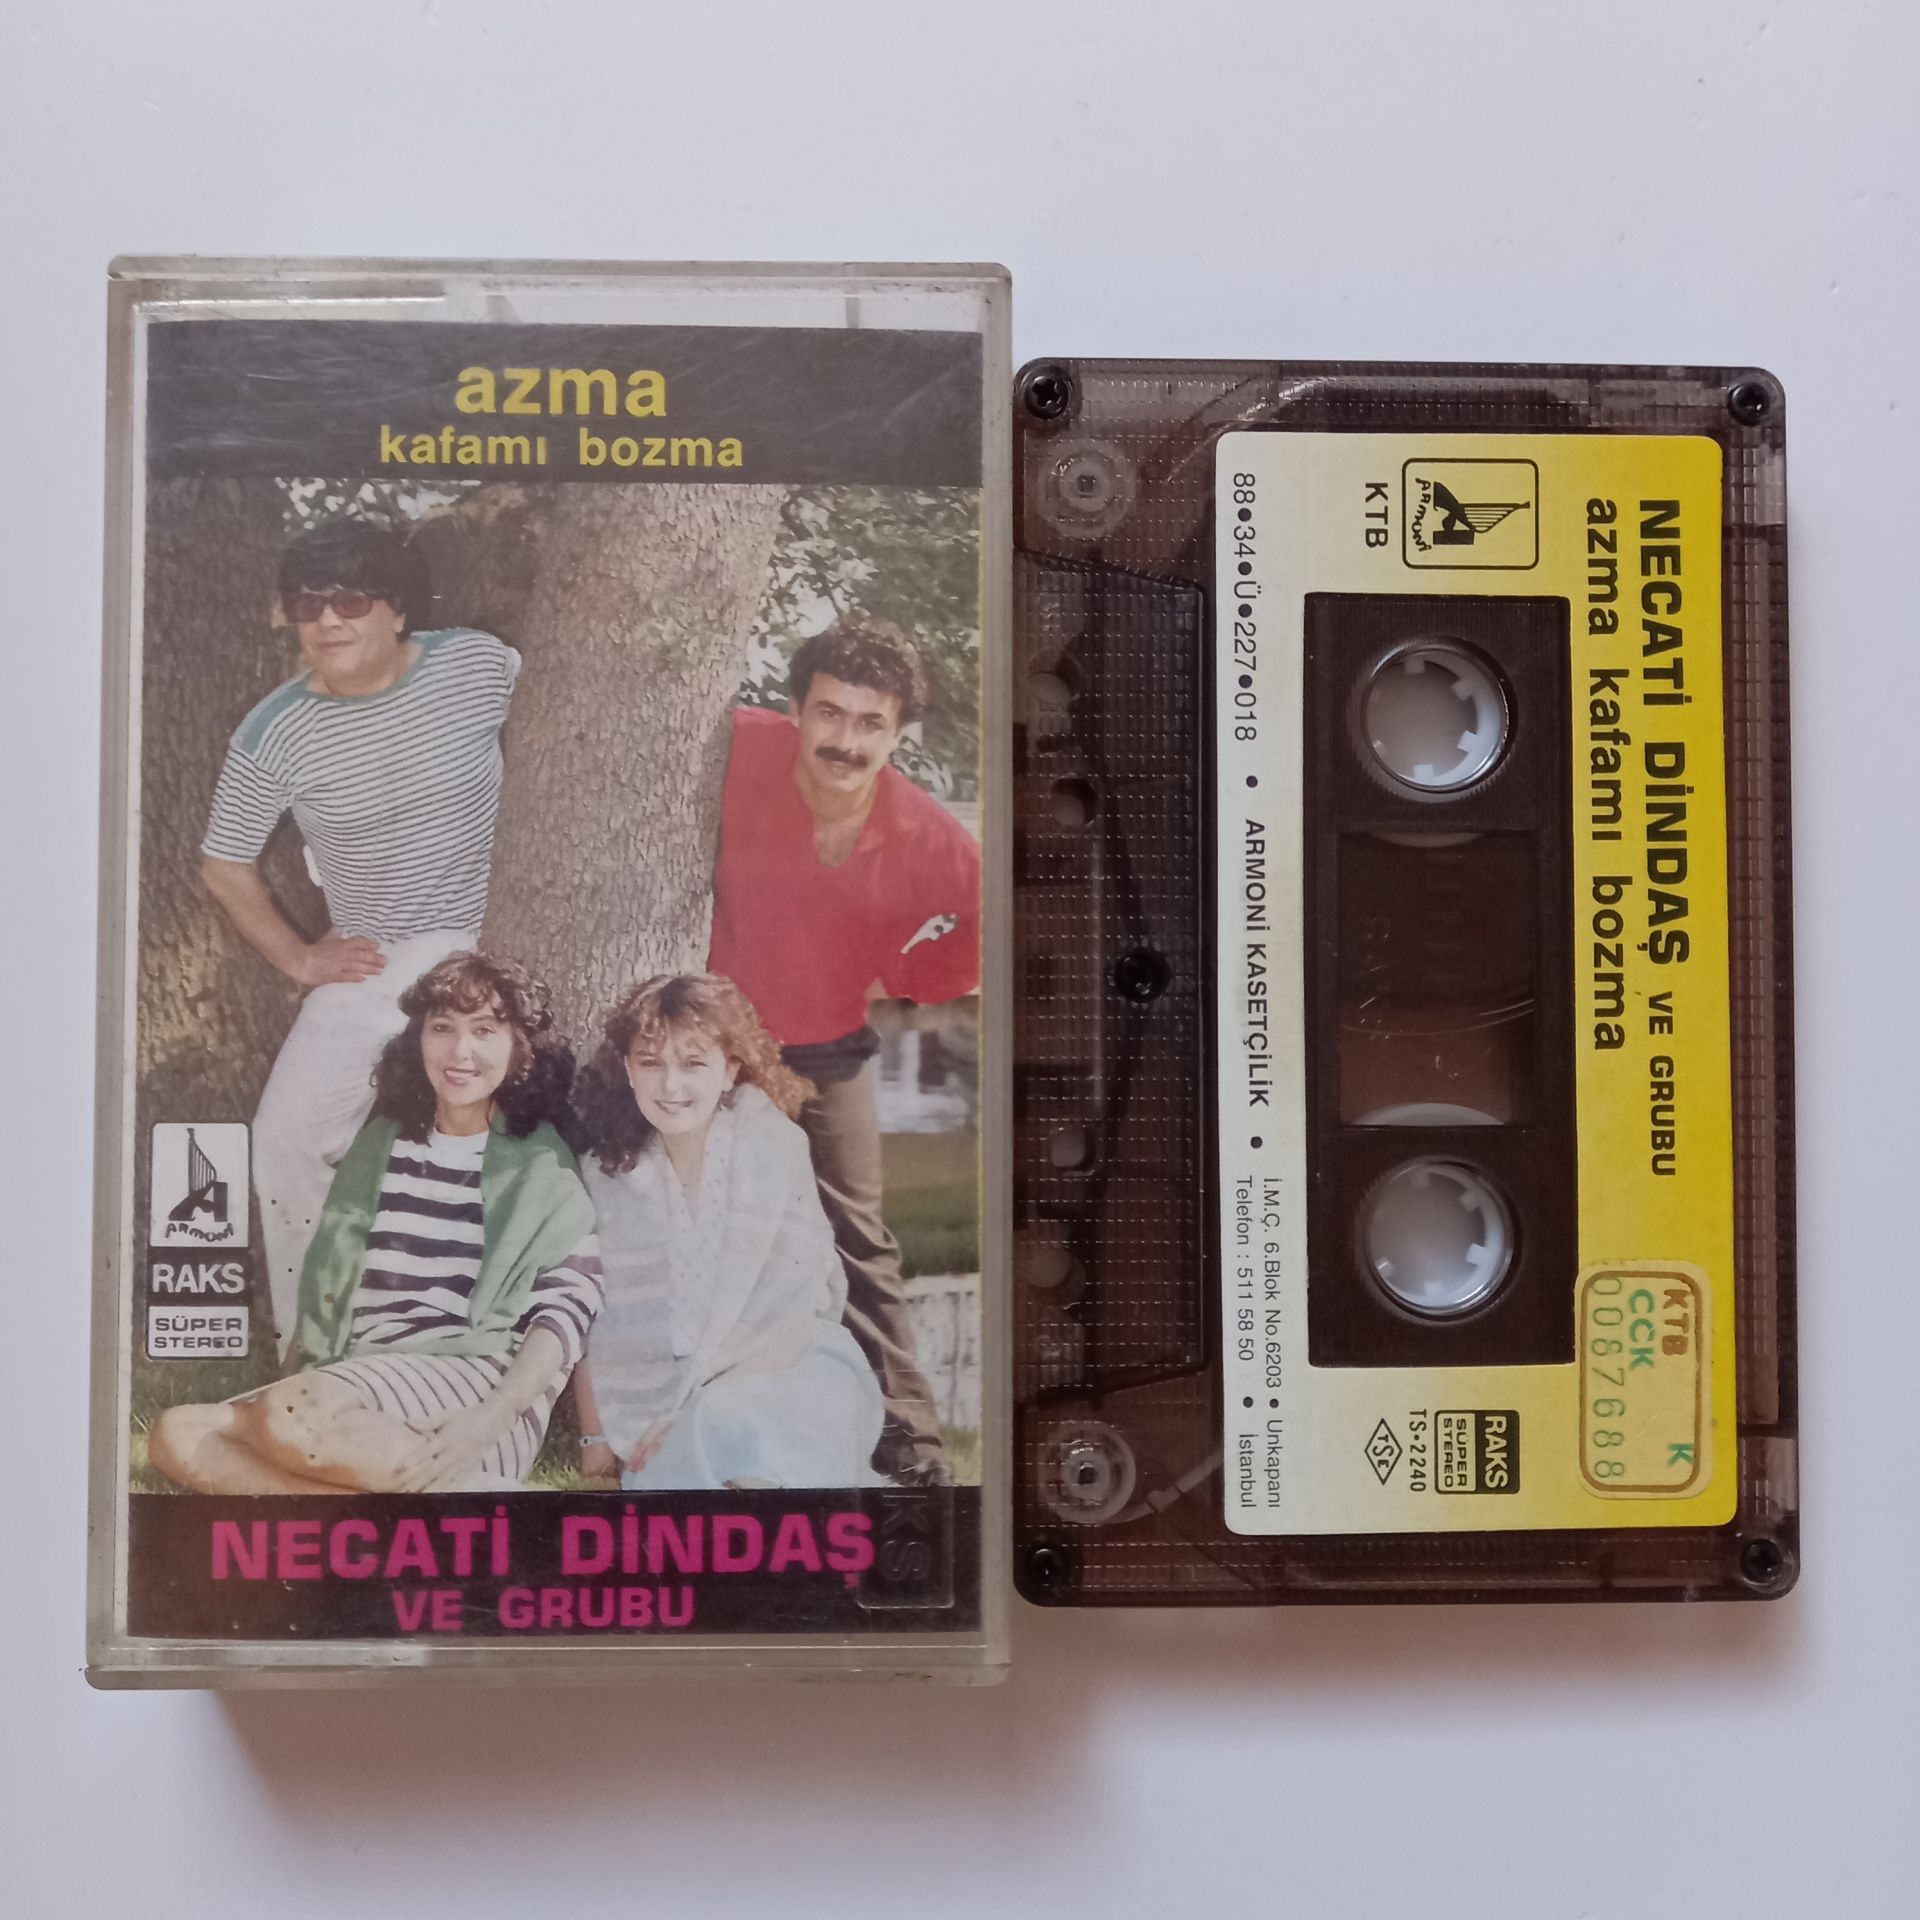 azma
kafamı bozma
ARMONİ
RAKS
SÜPER
STEREO
NECATİ DİNDAŞ
VE GRUBU
NECATİ DİNDAŞ VE GRUBU
azma kafamı bozma
ARMONİ
KTB
KTB
CCK K
0087688
RAKS
SÜPER
STEREO
TS•2240
TSE
88•34•Ü•227•018 • ARMONİ KASETÇİLİK • İ.M.Ç. 6.Blok No.6203 • Unkapanı
Telefon : 511 58 50 • İstanbul